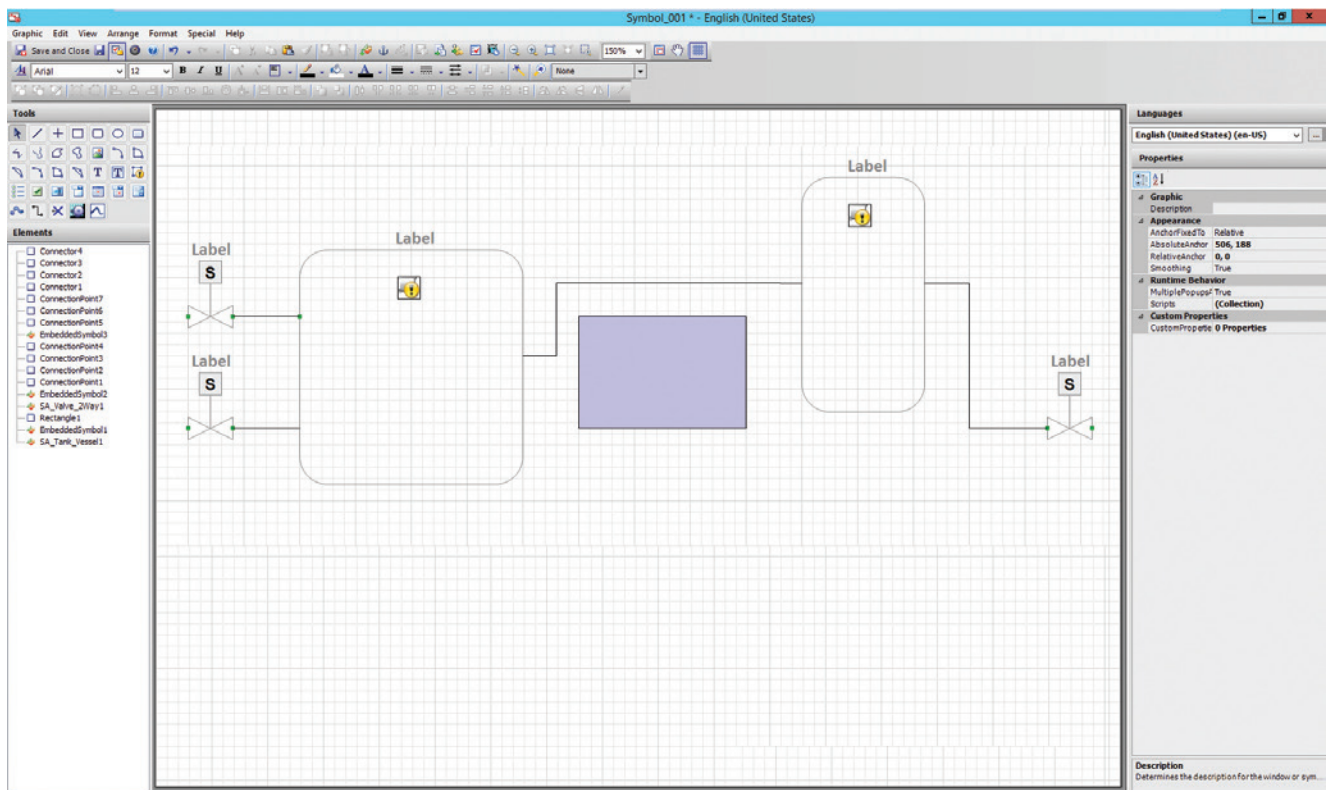 Symbol_001 * - English (United States)
Graphic Edit View Arrange Format Special Help
Save and Close 150%
Arial 12 B I U A None
Tools
T T
Elements
Connector4
Connector3
Connector2
Connector1
ConnectionPoint7
ConnectionPoint6
ConnectionPoint5
EmbeddedSymbol3
ConnectionPoint4
ConnectionPoint3
ConnectionPoint2
ConnectionPoint1
EmbeddedSymbol2
SA_Valve_2Way1
Rectangle1
EmbeddedSymbol1
SA_Tank_Vessel1
Label
Label
Label
S
Label
S
Label
S
Languages
English (United States) (en-US) ...
Properties
Graphic
Description
Appearance
AnchorFixedTo Relative
AbsoluteAnchor 506, 188
RelativeAnchor 0, 0
Smoothing True
Runtime Behavior
MultiplePopups True
Scripts (Collection)
Custom Properties
CustomPropertie 0 Properties
Description
Determines the description for the window or sym...